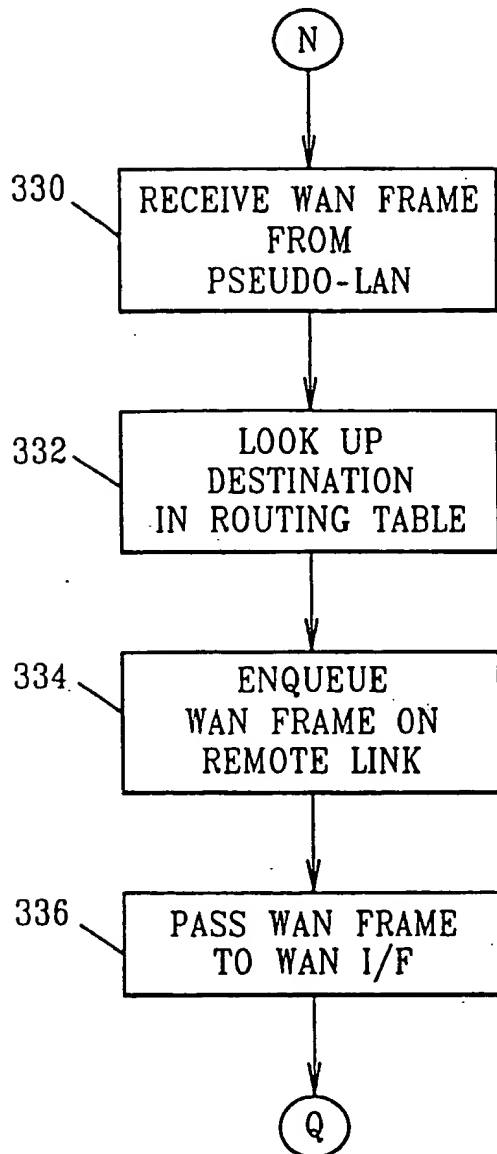 N
330
RECEIVE WAN FRAME
FROM
PSEUDO-LAN
332
LOOK UP
DESTINATION
IN ROUTING TABLE
334
ENQUEUE
WAN FRAME ON
REMOTE LINK
336
PASS WAN FRAME
TO WAN I/F
Q